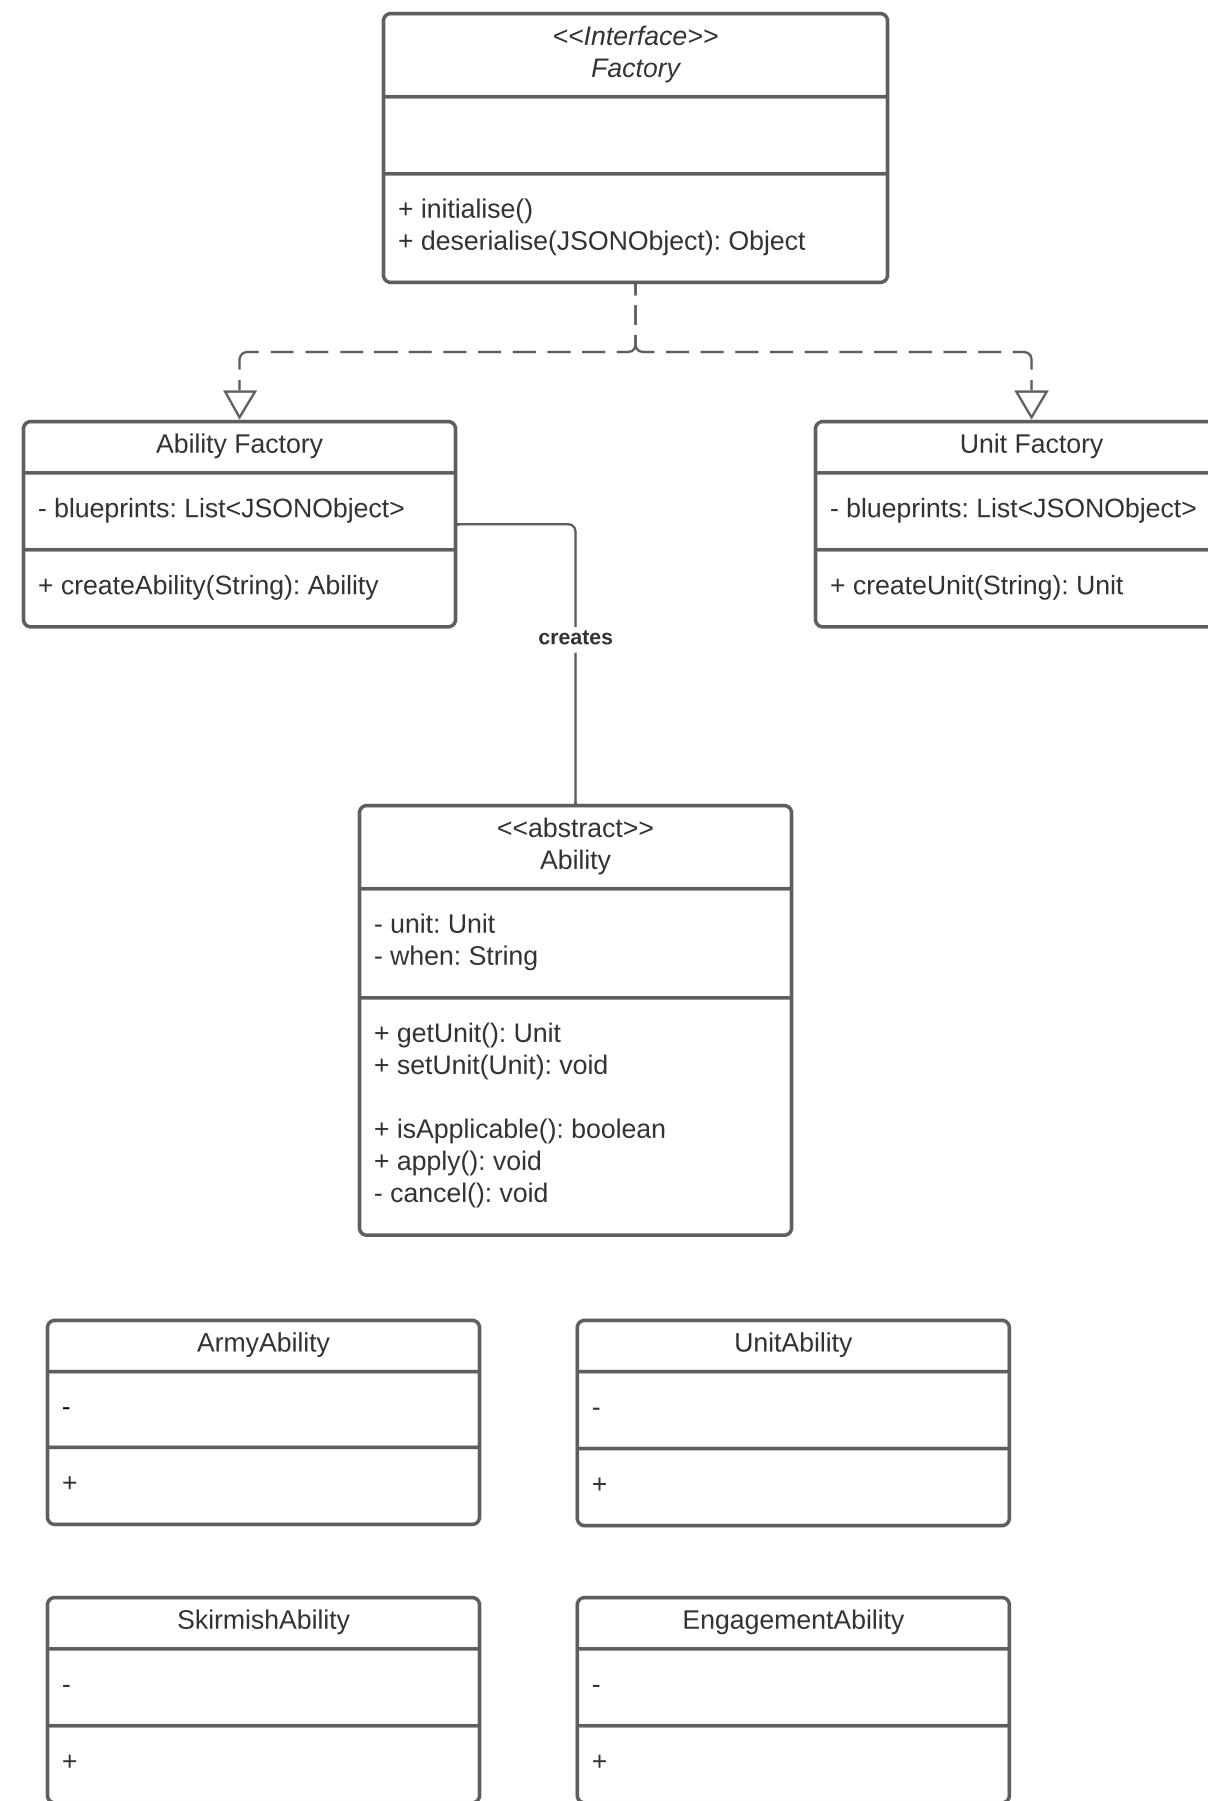 <<Interface>>
Factory
+ initialise()
+ deserialise(JSONObject): Object
Ability Factory
- blueprints: List<JSONObject>
+ createAbility(String): Ability
Unit Factory
- blueprints: List<JSONObject>
+ createUnit(String): Unit
creates
<<abstract>>
Ability
- unit: Unit
- when: String
+ getUnit(): Unit
+ setUnit(Unit): void
+ isApplicable(): boolean
+ apply(): void
- cancel(): void
ArmyAbility
-
+
UnitAbility
-
+
SkirmishAbility
-
+
EngagementAbility
-
+